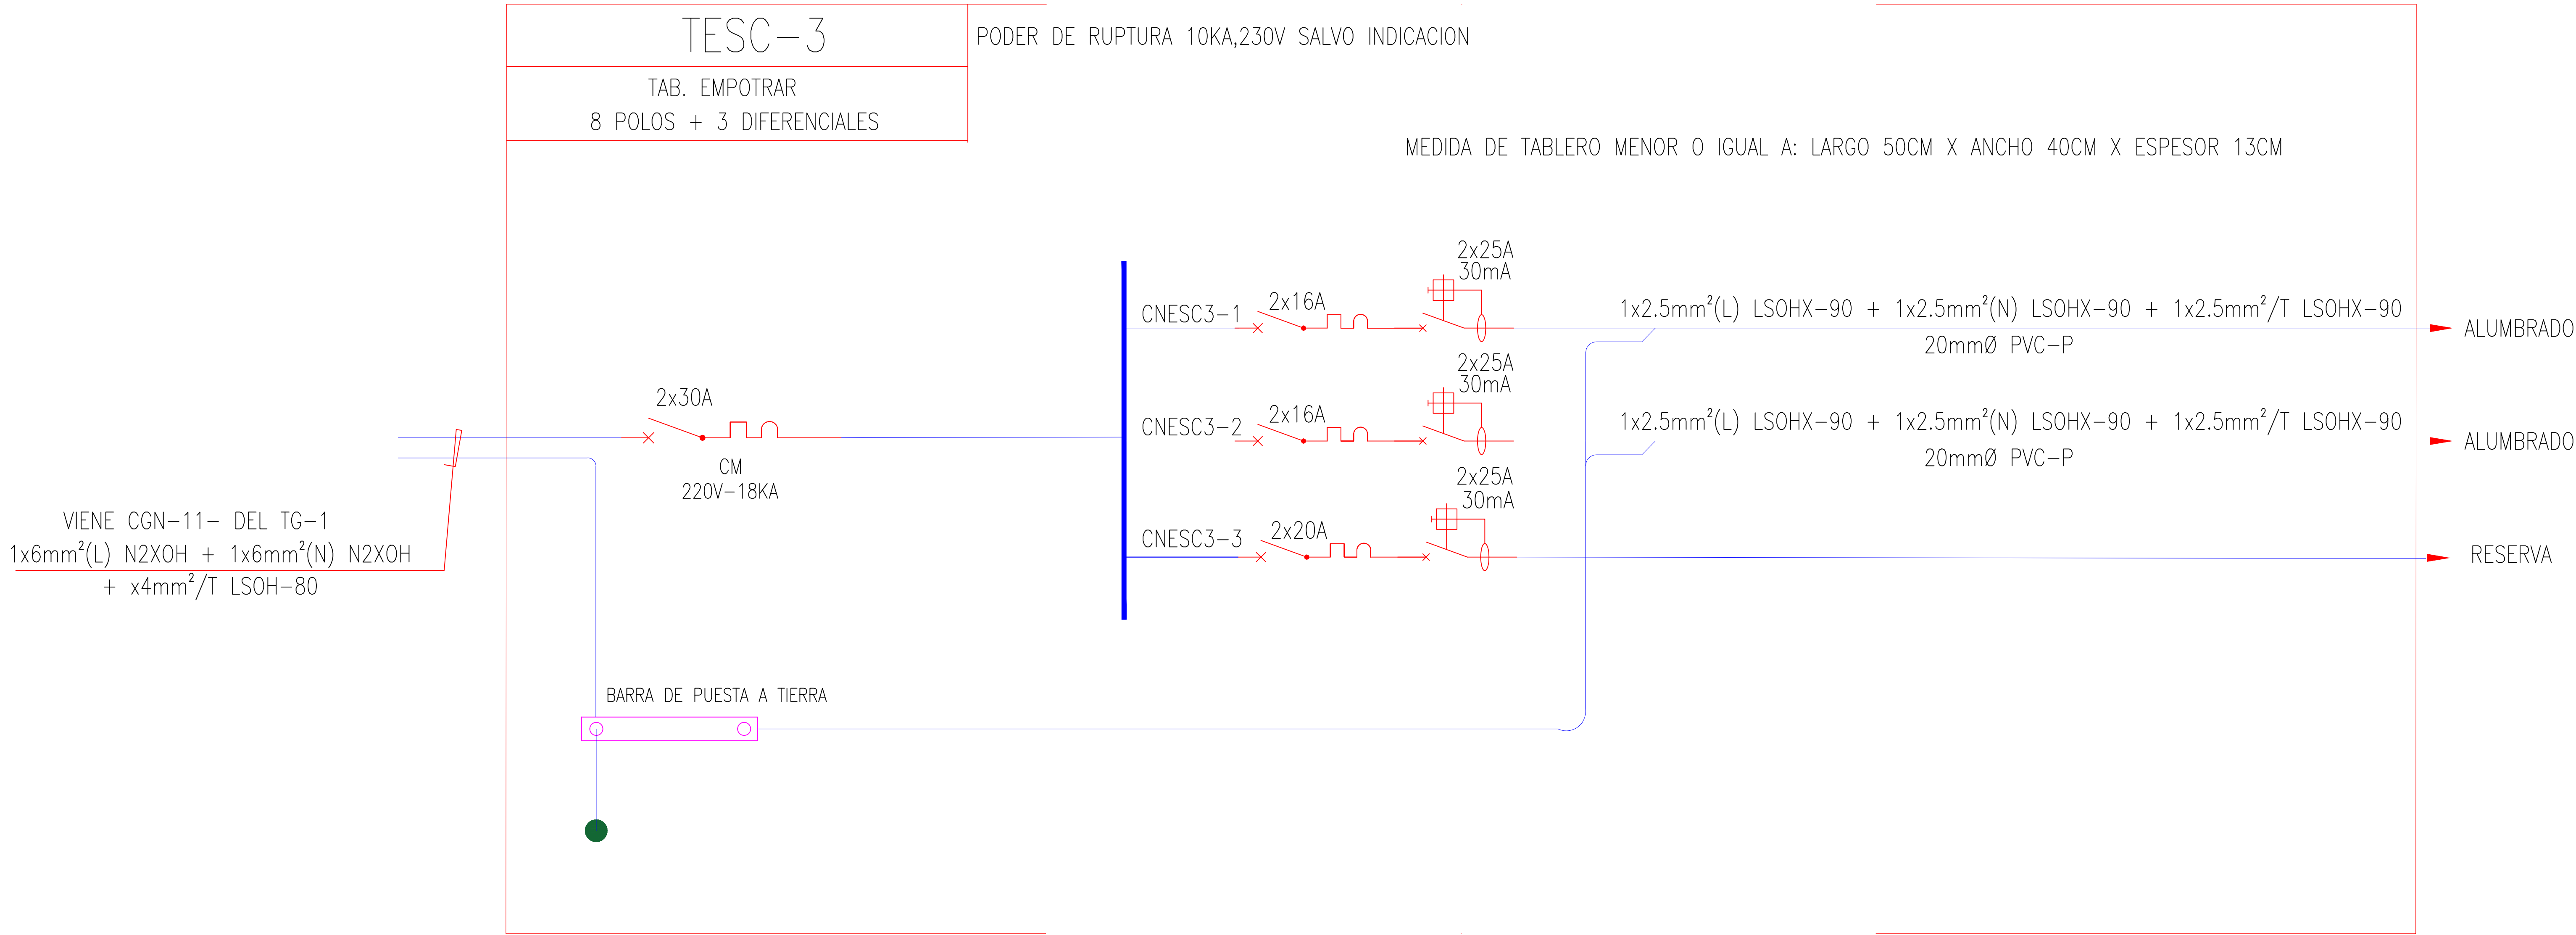 TESC-3
PODER DE RUPTURA 10KA,230V SALVO INDICACION
TAB. EMPOTRAR
8 POLOS + 3 DIFERENCIALES
MEDIDA DE TABLERO MENOR O IGUAL A: LARGO 50CM X ANCHO 40CM X ESPESOR 13CM
2x25A
30mA
CNESC3-1
2x16A
1x2.5mm²(L) LSOHX-90 + 1x2.5mm²(N) LSOHX-90 + 1x2.5mm²/T LSOHX-90
20mmØ PVC-P
ALUMBRADO
2x25A
30mA
2x30A
CM
220V-18KA
CNESC3-2
2x16A
1x2.5mm²(L) LSOHX-90 + 1x2.5mm²(N) LSOHX-90 + 1x2.5mm²/T LSOHX-90
20mmØ PVC-P
ALUMBRADO
2x25A
30mA
CNESC3-3
2x20A
RESERVA
VIENE CGN-11- DEL TG-1
1x6mm²(L) N2XOH + 1x6mm²(N) N2XOH
+ x4mm²/T LSOH-80
BARRA DE PUESTA A TIERRA